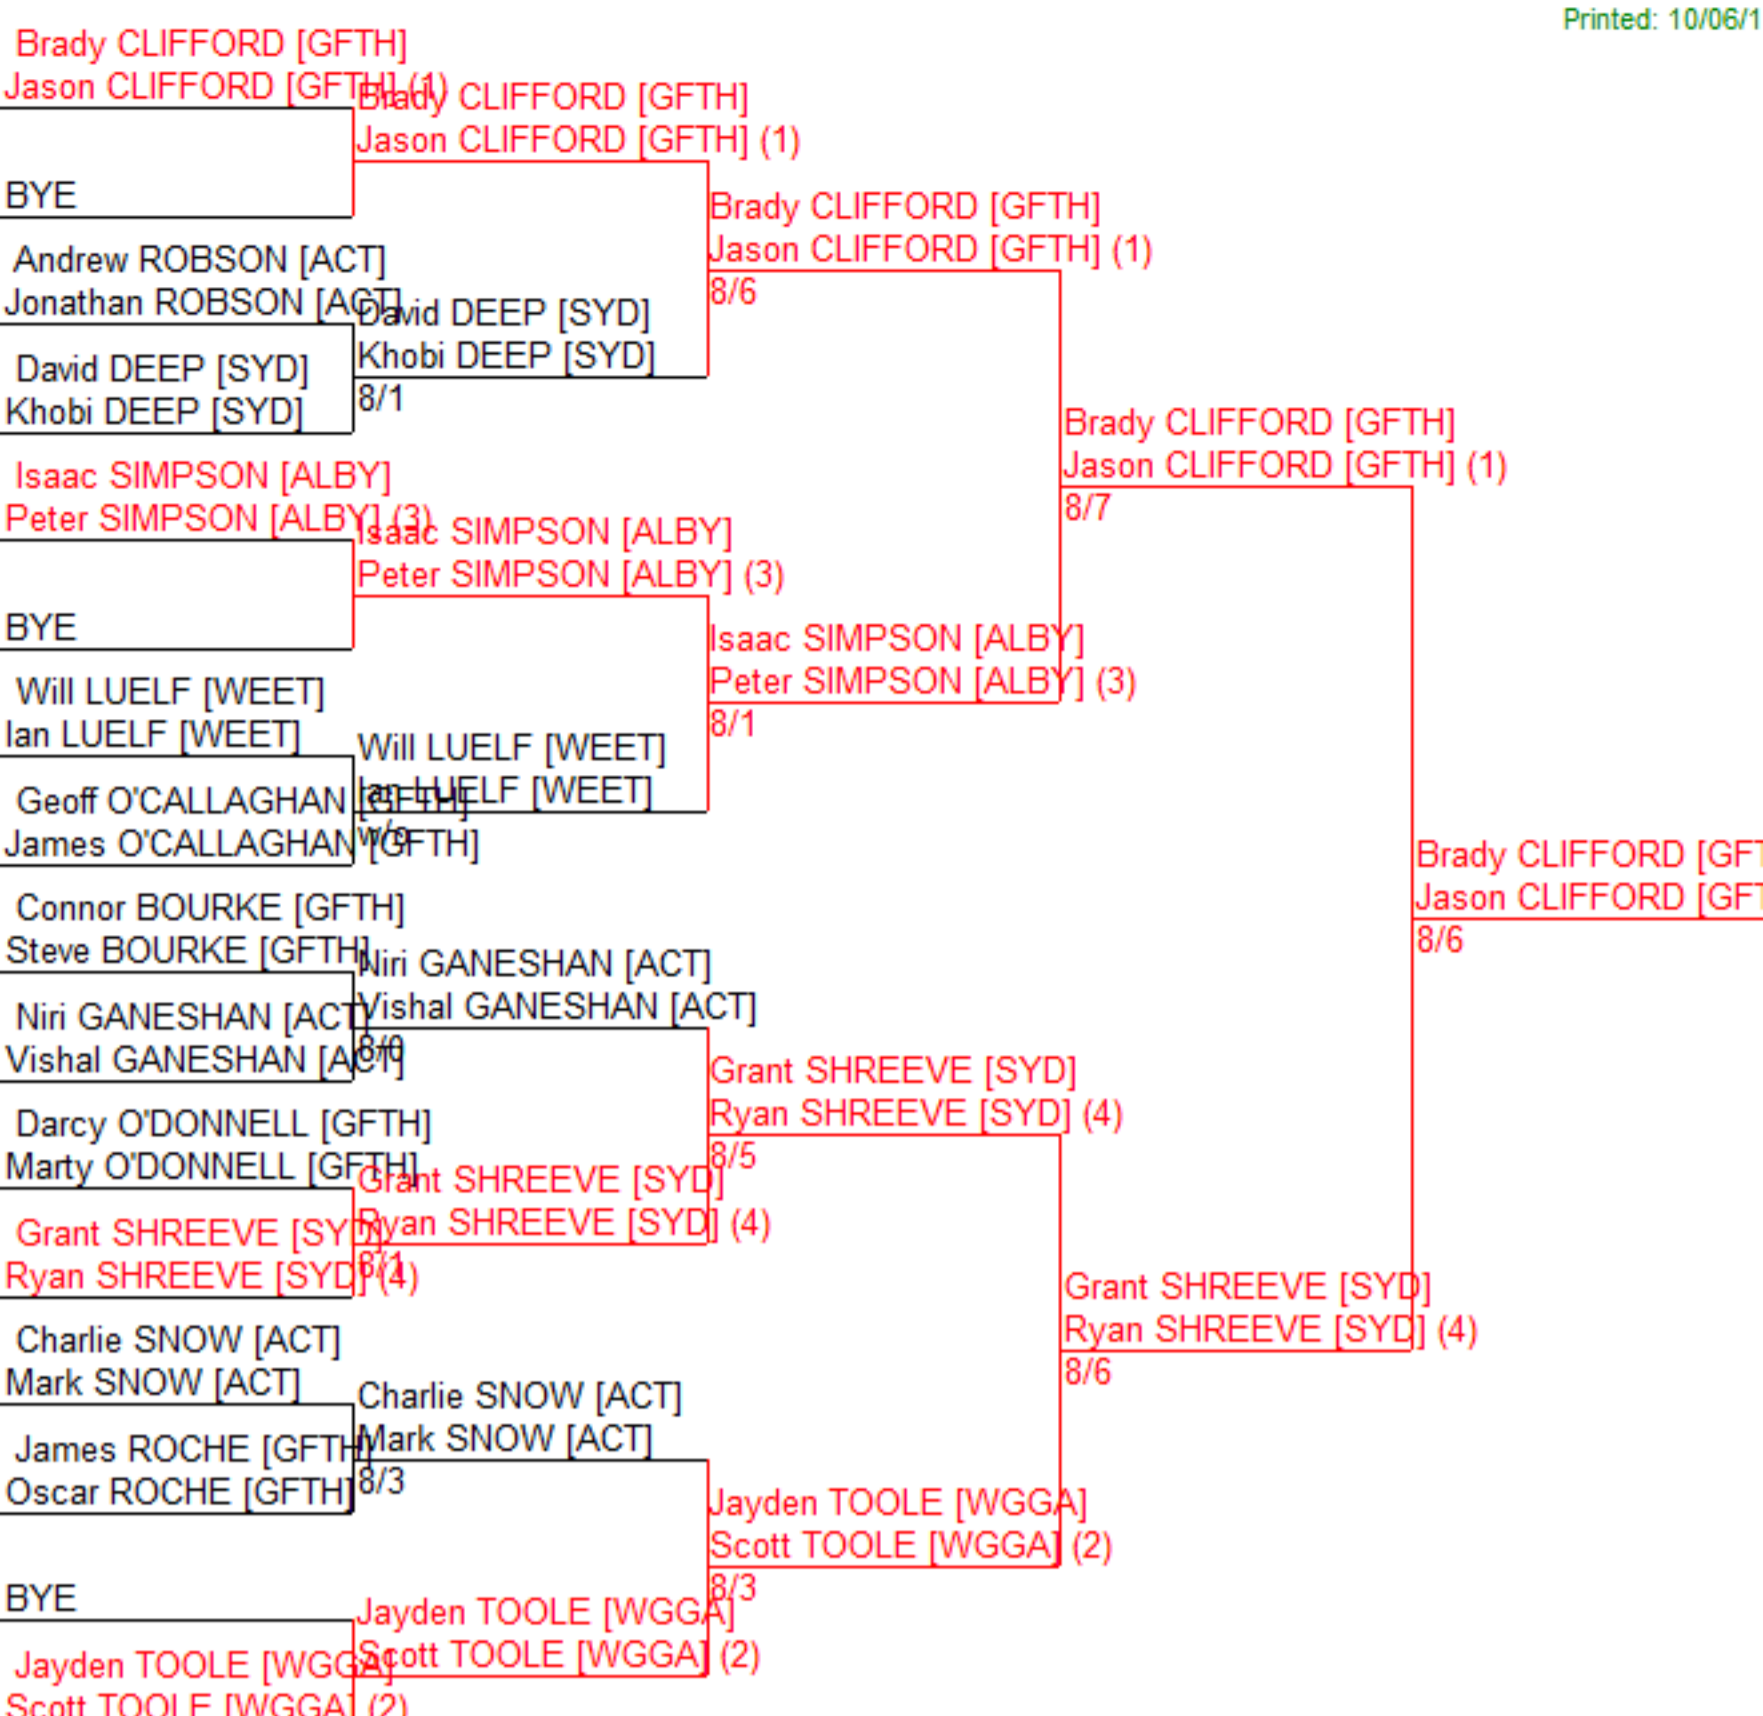 Printed: 10/06/1
Brady CLIFFORD [GFTH]
Jason CLIFFORD [GFTH] (1)
BYE
Andrew ROBSON [ACT]
Jonathan ROBSON [ACT]
David DEEP [SYD]
Khobi DEEP [SYD]
Isaac SIMPSON [ALBY]
Peter SIMPSON [ALBY] (3)
BYE
Will LUELF [WEET]
Ian LUELF [WEET]
Geoff O'CALLAGHAN [GFTH]
James O'CALLAGHAN [GFTH]
Connor BOURKE [GFTH]
Steve BOURKE [GFTH]
Niri GANESHAN [ACT]
Vishal GANESHAN [ACT]
Darcy O'DONNELL [GFTH]
Marty O'DONNELL [GFTH]
Grant SHREEVE [SYD]
Ryan SHREEVE [SYD] (4)
Charlie SNOW [ACT]
Mark SNOW [ACT]
James ROCHE [GFTH]
Oscar ROCHE [GFTH]
BYE
Jayden TOOLE [WGGA]
Scott TOOLE [WGGA] (2)
Brady CLIFFORD [GFTH]
Jason CLIFFORD [GFTH] (1)
David DEEP [SYD]
Khobi DEEP [SYD]
8/1
Isaac SIMPSON [ALBY]
Peter SIMPSON [ALBY] (3)
Will LUELF [WEET]
Ian LUELF [WEET]
w/o
Niri GANESHAN [ACT]
Vishal GANESHAN [ACT]
8/0
Grant SHREEVE [SYD]
Ryan SHREEVE [SYD] (4)
8/1
Charlie SNOW [ACT]
Mark SNOW [ACT]
8/3
Jayden TOOLE [WGGA]
Scott TOOLE [WGGA] (2)
Brady CLIFFORD [GFTH]
Jason CLIFFORD [GFTH] (1)
8/6
Isaac SIMPSON [ALBY]
Peter SIMPSON [ALBY] (3)
8/1
Grant SHREEVE [SYD]
Ryan SHREEVE [SYD] (4)
8/5
Jayden TOOLE [WGGA]
Scott TOOLE [WGGA] (2)
8/3
Brady CLIFFORD [GFTH]
Jason CLIFFORD [GFTH] (1)
8/7
Grant SHREEVE [SYD]
Ryan SHREEVE [SYD] (4)
8/6
Brady CLIFFORD [GFT
Jason CLIFFORD [GFT
8/6